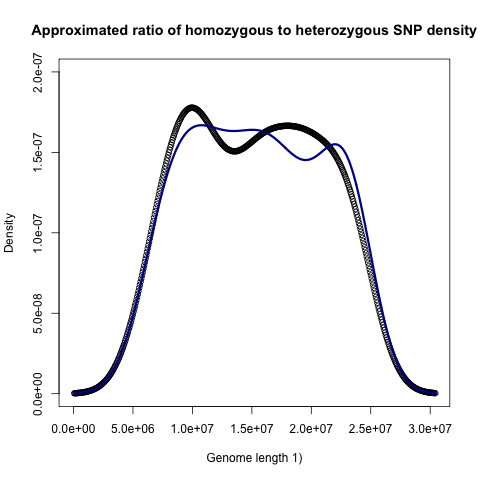 Approximated ratio of homozygous to heterozygous SNP density
2.0e-07
1.5e-07
1.0e-07
5.0e-08
0.0e+00
Density
0.0e+00 5.0e+06 1.0e+07 1.5e+07 2.0e+07 2.5e+07 3.0e+07
Genome length 1)